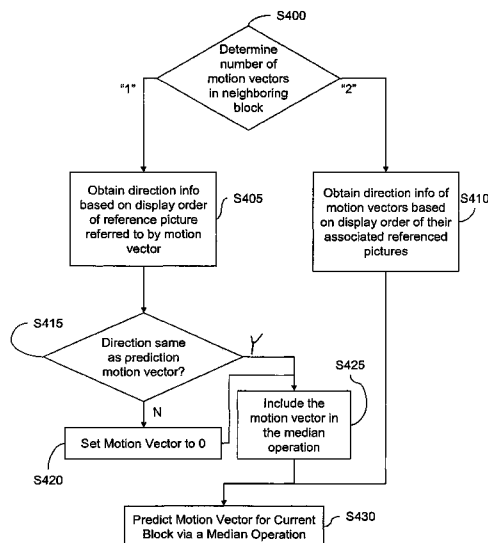 S400
Determine
number of
motion vectors
in neighboring
block
"1"
"2"
Obtain direction info
based on display order
of reference picture
referred to by motion
vector
S405
Obtain direction info of
motion vectors based
on display order of their
associated referenced
pictures
S410
S415
Direction same
as prediction
motion vector?
Y
N
S425
Include the
motion vector in
the median
operation
Set Motion Vector to 0
S420
Predict Motion Vector for Current
Block via a Median Operation
S430